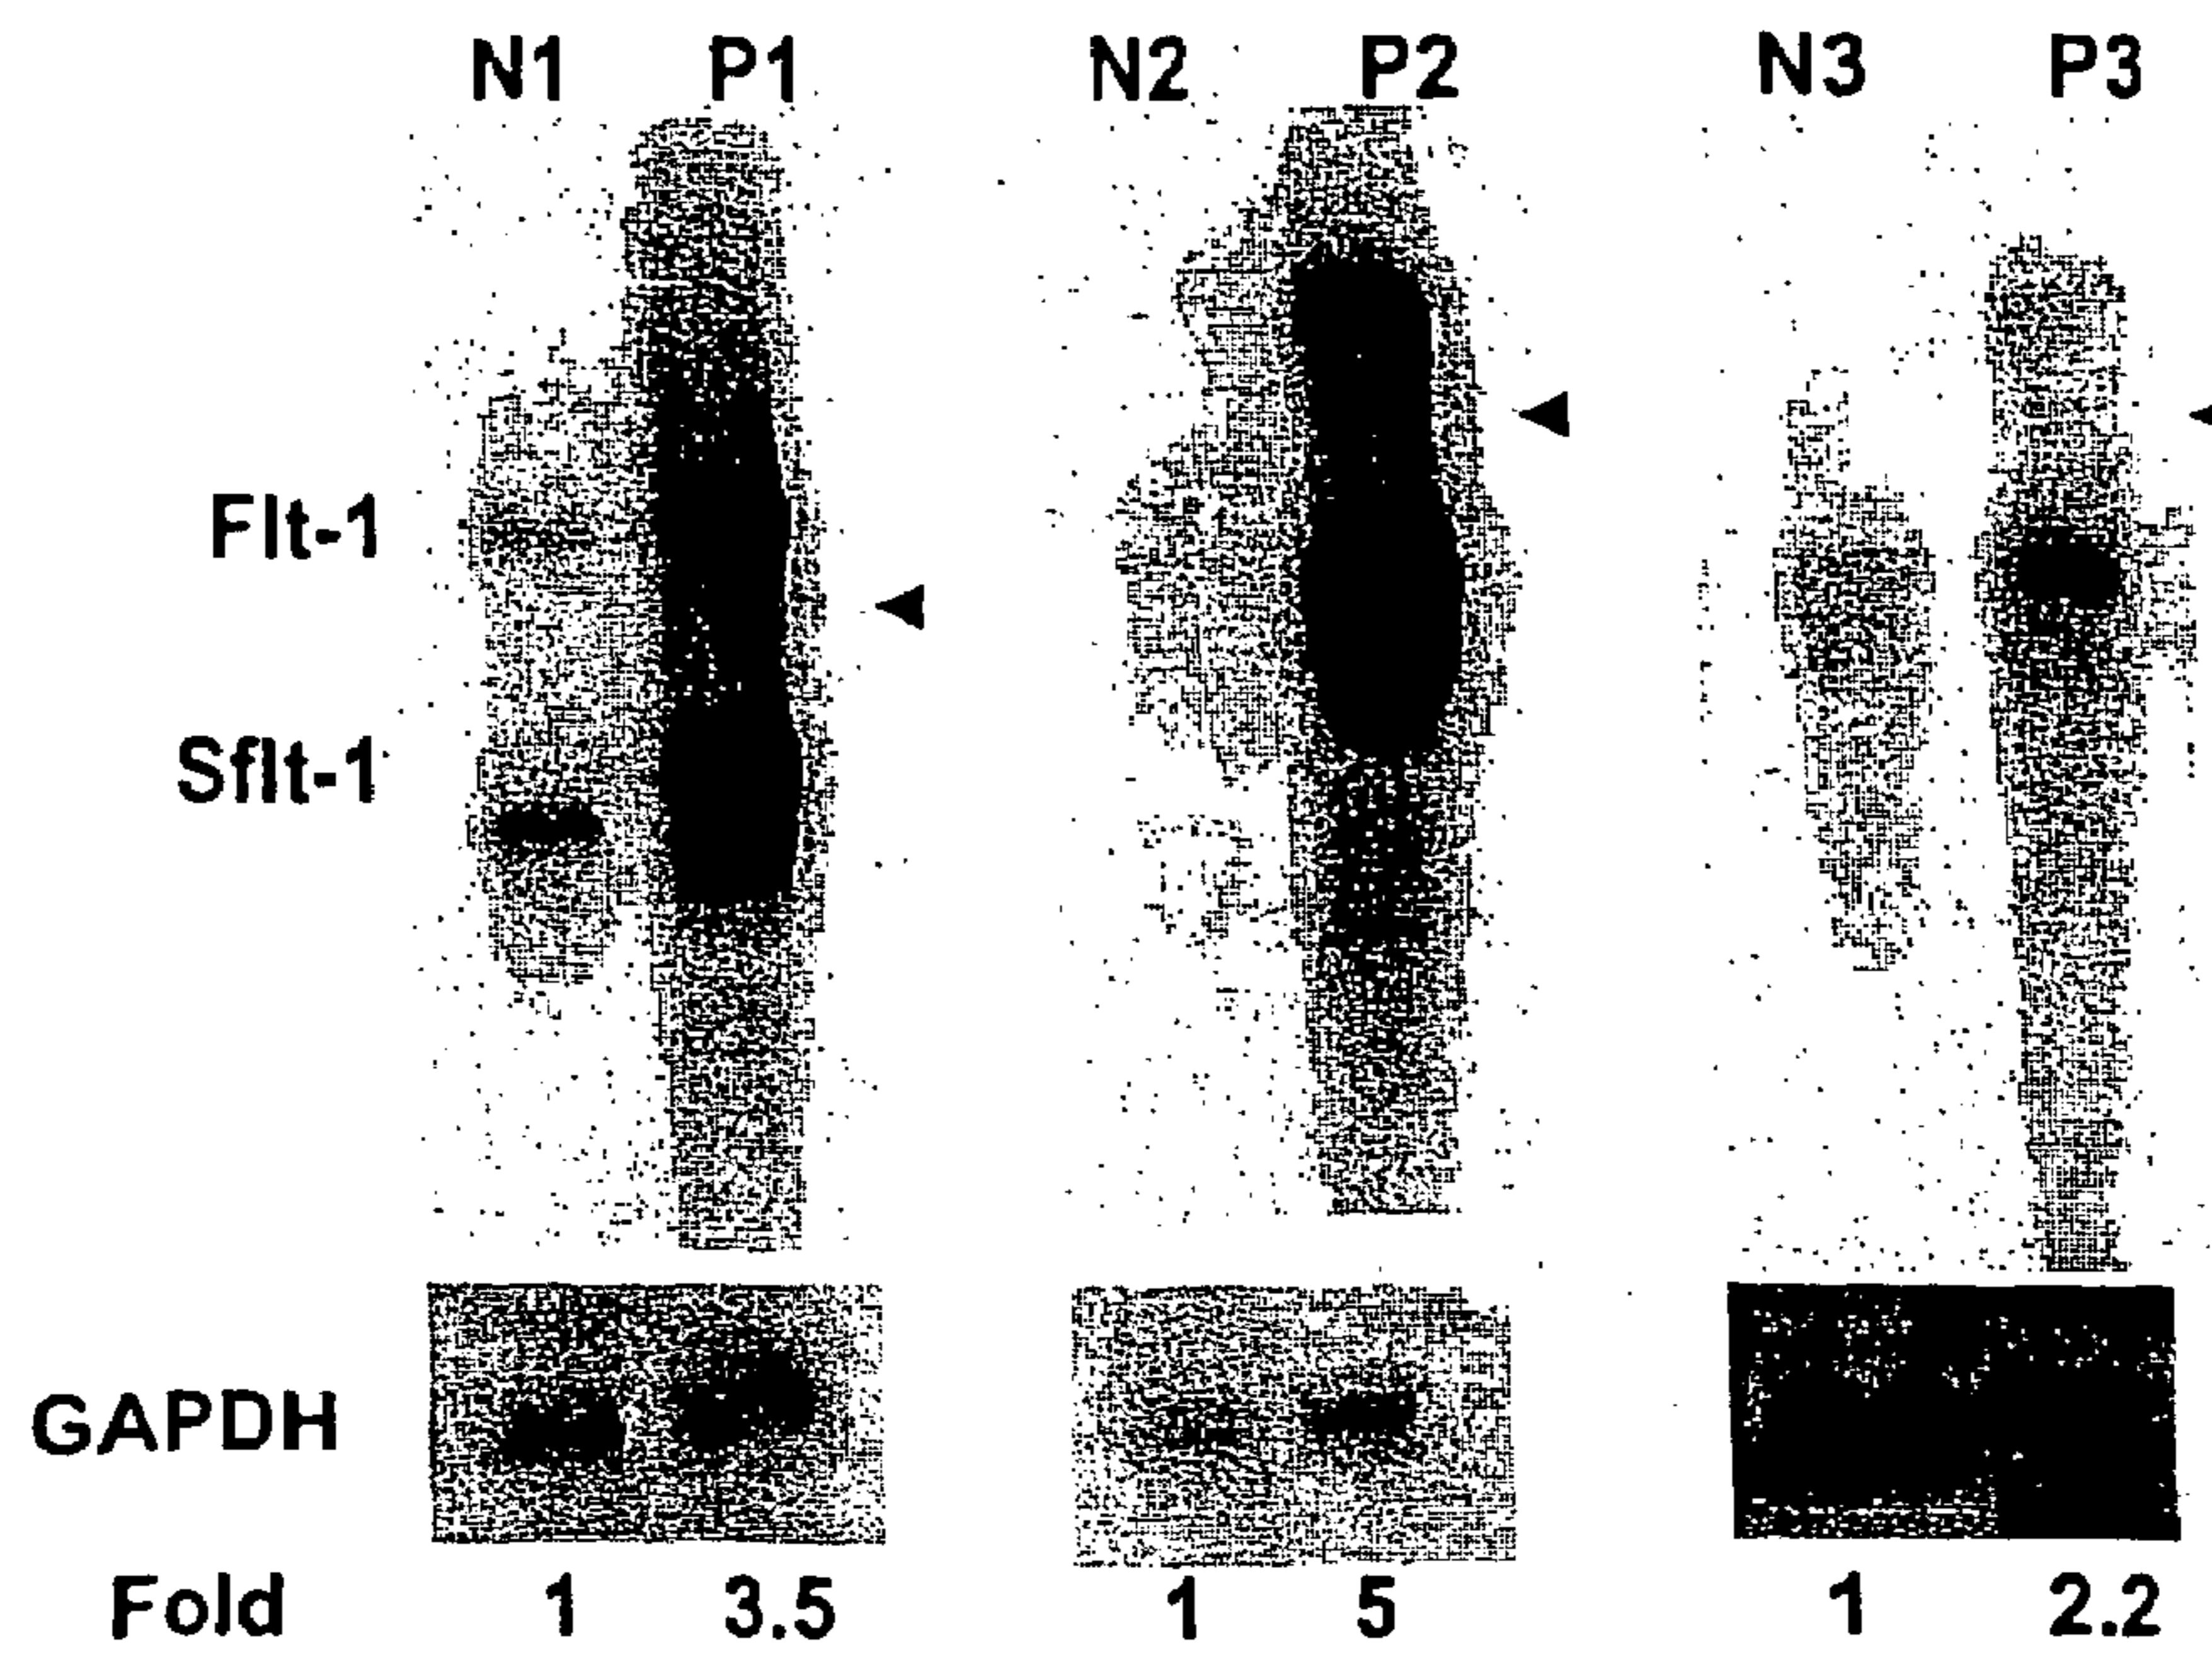 N1 P1 N2 P2 N3 P3
Flt-1
Sflt-1
GAPDH
Fold 1 3.5 1 5 1 2.2